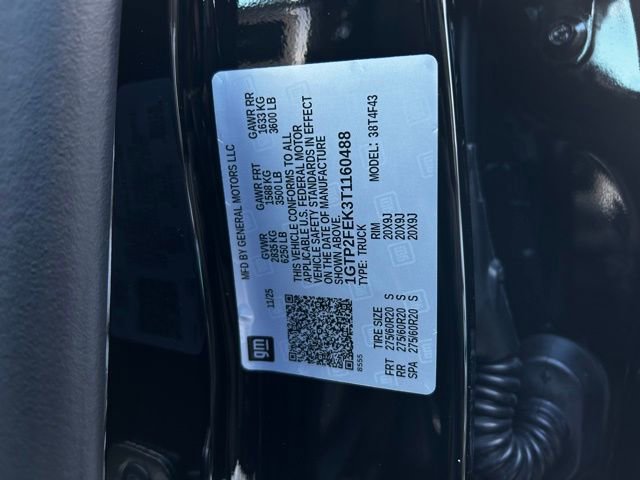 MFD BY GENERAL MOTORS LLC
11/25
GVWR GAWR FRT GAWR RR
2835 KG 1588 KG 1633 KG
6250 LB 3500 LB 3600 LB
THIS VEHICLE CONFORMS TO ALL
APPLICABLE U.S. FEDERAL MOTOR
VEHICLE SAFETY STANDARDS IN EFFECT
ON THE DATE OF MANUFACTURE
SHOWN ABOVE.
1GTP2FEK3T1160488
TYPE: TRUCK MODEL: 38T4F43
gm
8555
TIRE SIZE RIM
FRT 275/60R20 S 20X9J
RR 275/60R20 S 20X9J
SPA 275/60R20 S 20X9J